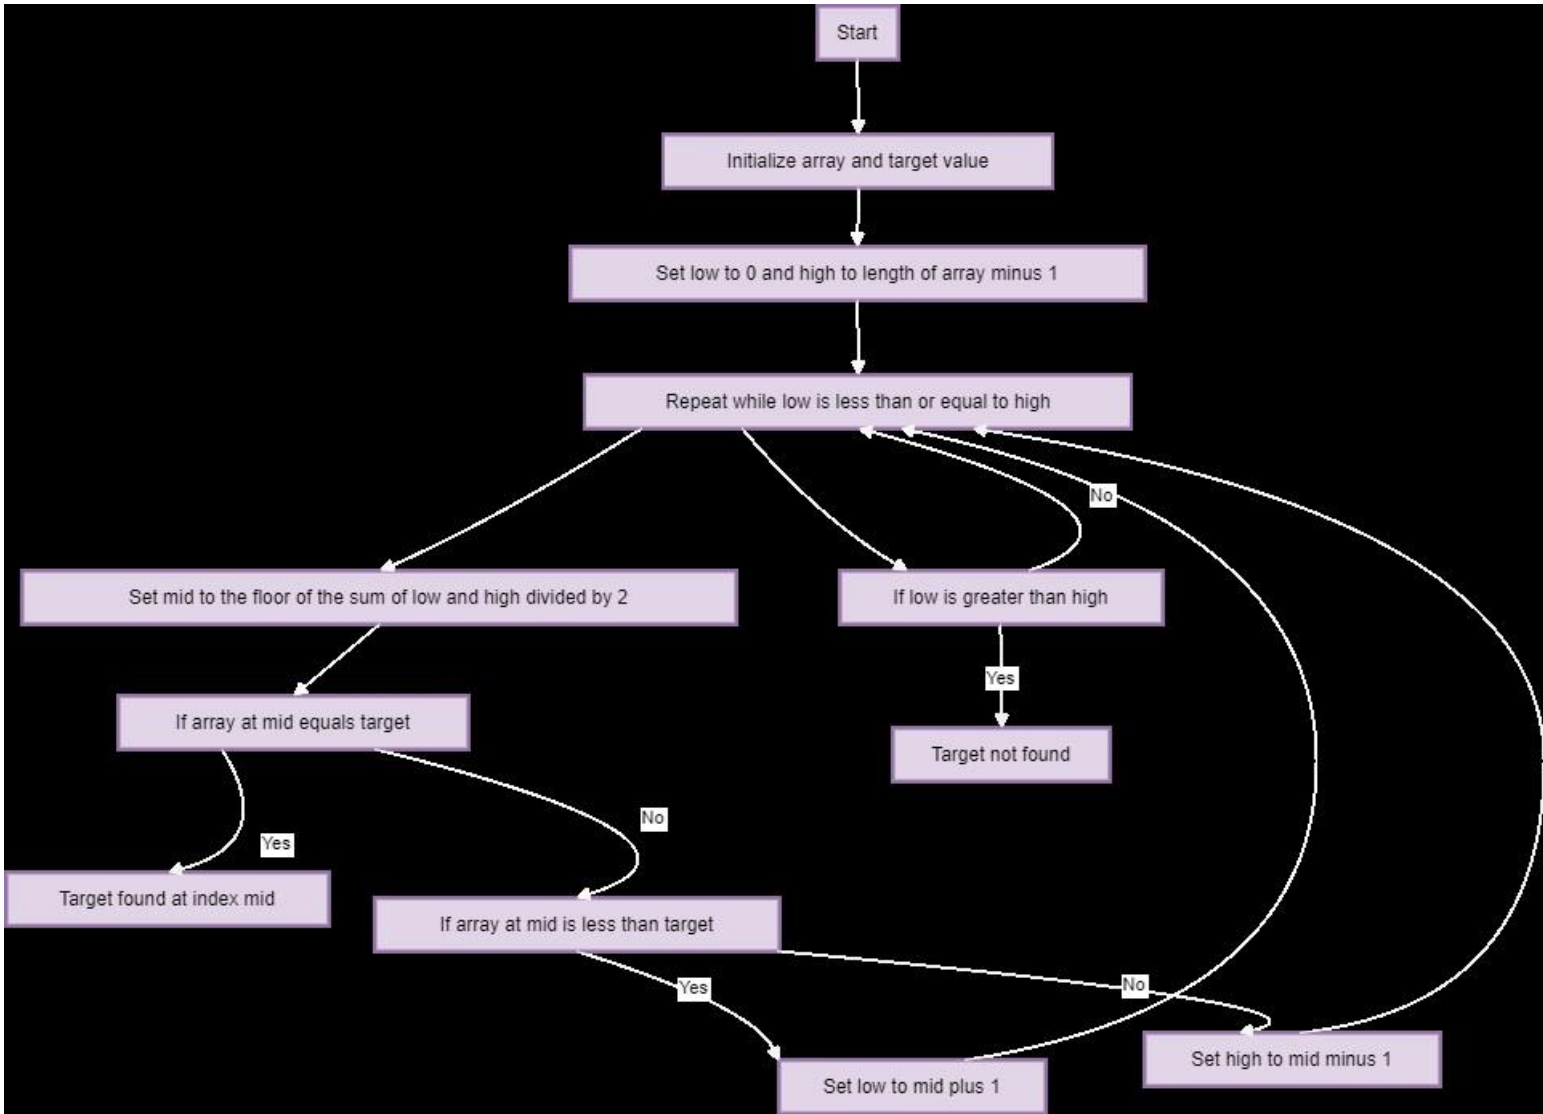 Start
Initialize array and target value
Set low to 0 and high to length of array minus 1
Repeat while low is less than or equal to high
No
Set mid to the floor of the sum of low and high divided by 2
If low is greater than high
Yes
If array at mid equals target
Target not found
No
Yes
Target found at index mid
If array at mid is less than target
Yes
No
Set high to mid minus 1
Set low to mid plus 1